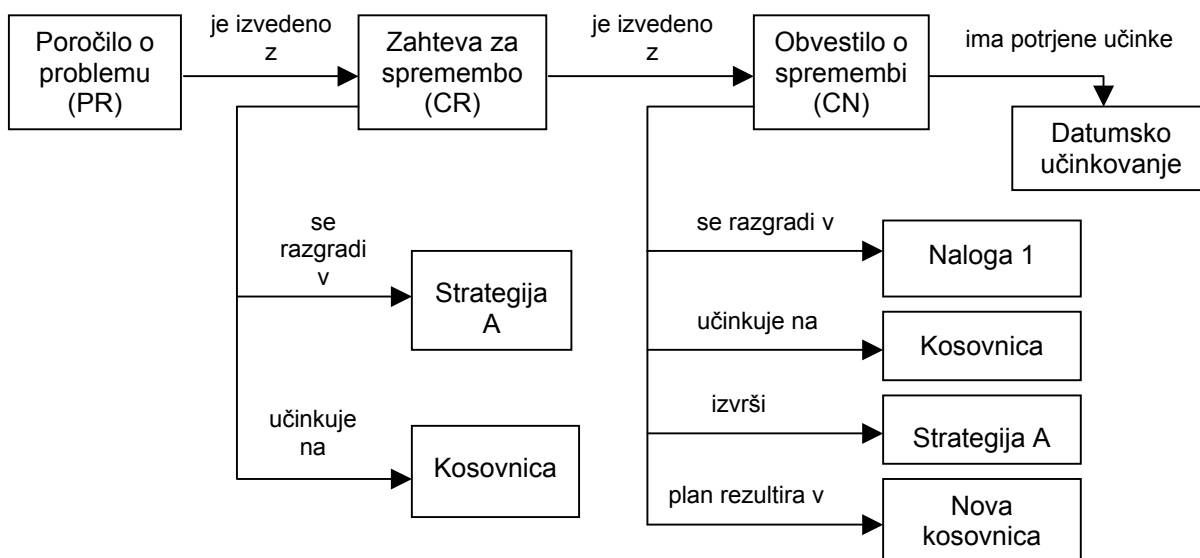 Poročilo o
problemu
(PR)
je izvedeno
z
Zahteva za
spremembo
(CR)
je izvedeno
z
Obvestilo o
spremembi
(CN)
ima potrjene učinke
Datumsko
učinkovanje
se
razgradi
v
Strategija
A
učinkuje
na
Kosovnica
se razgradi v
Naloga 1
učinkuje na
Kosovnica
izvrši
Strategija A
plan rezultira v
Nova
kosovnica